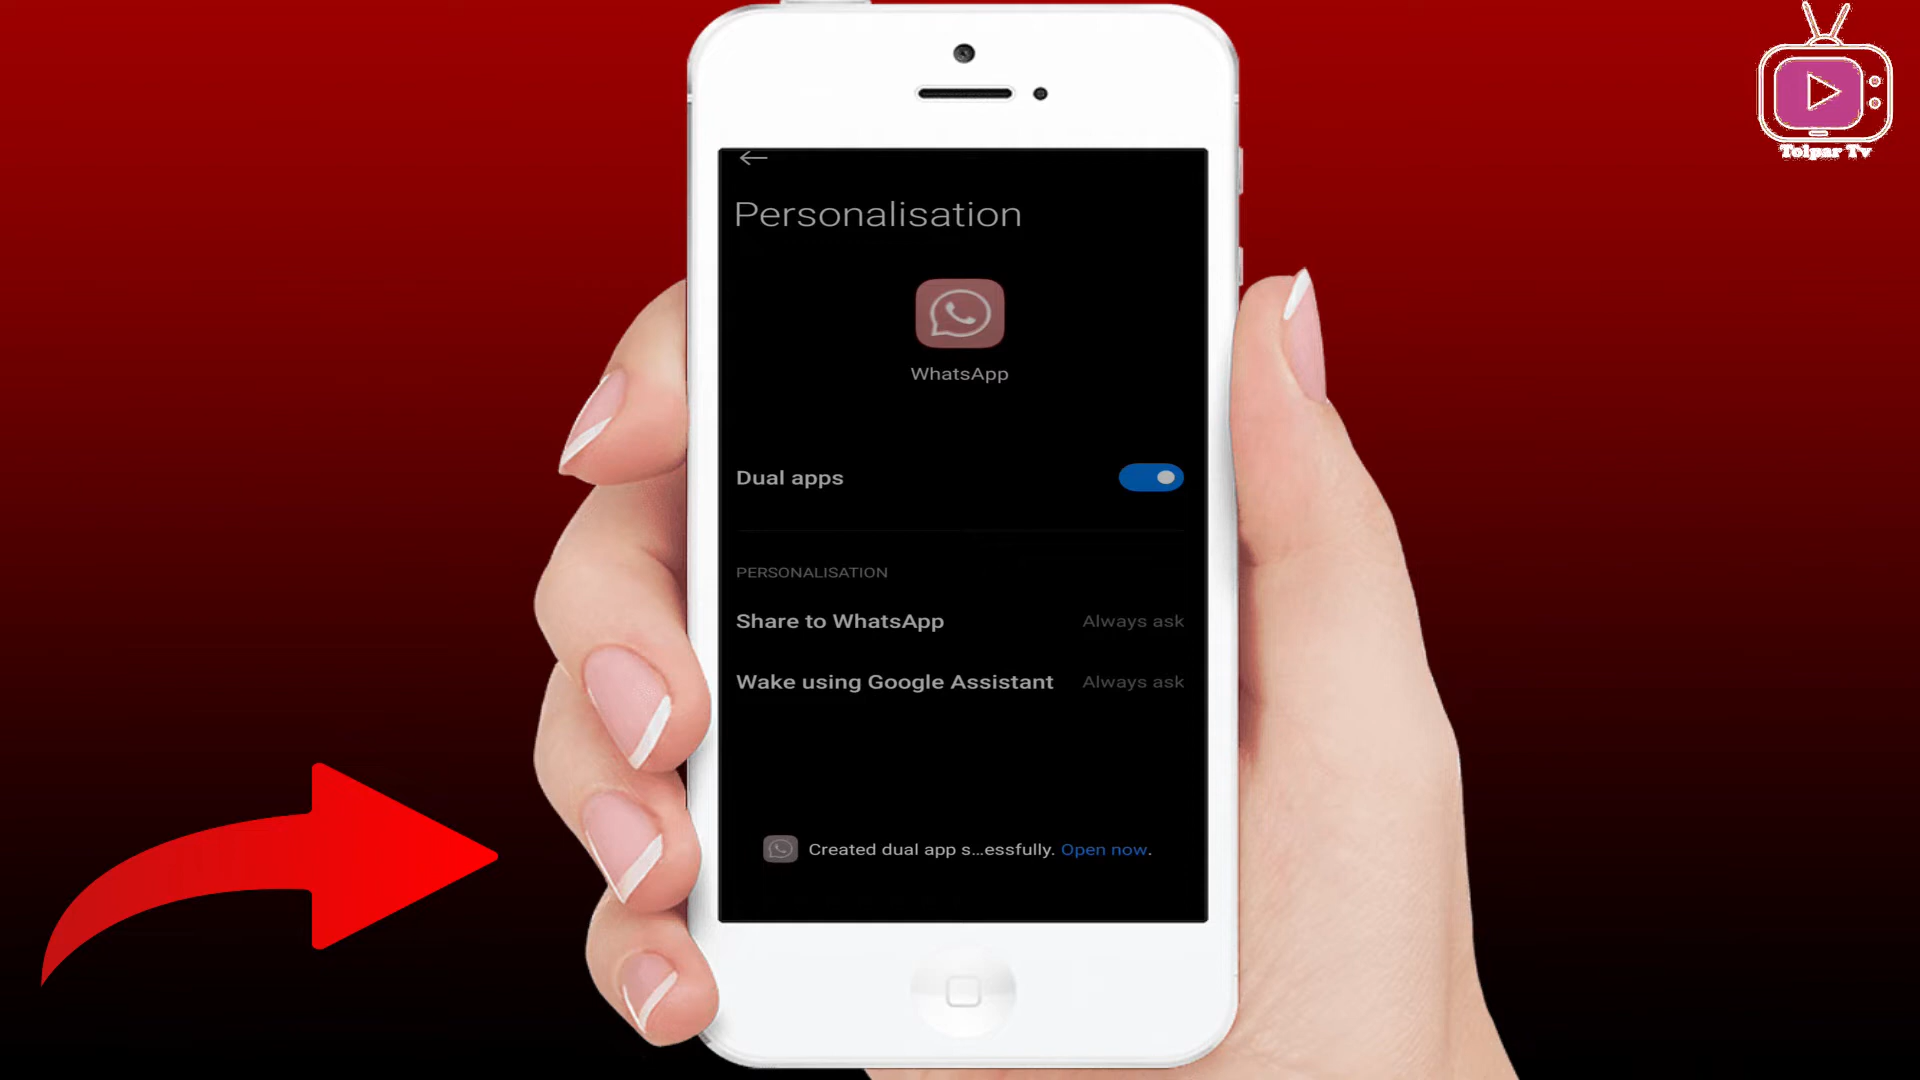 Tolpar Tv
Personalisation
WhatsApp
Dual apps
PERSONALISATION
Share to WhatsApp Always ask
Wake using Google Assistant Always ask
Created dual app s...essfully. Open now.